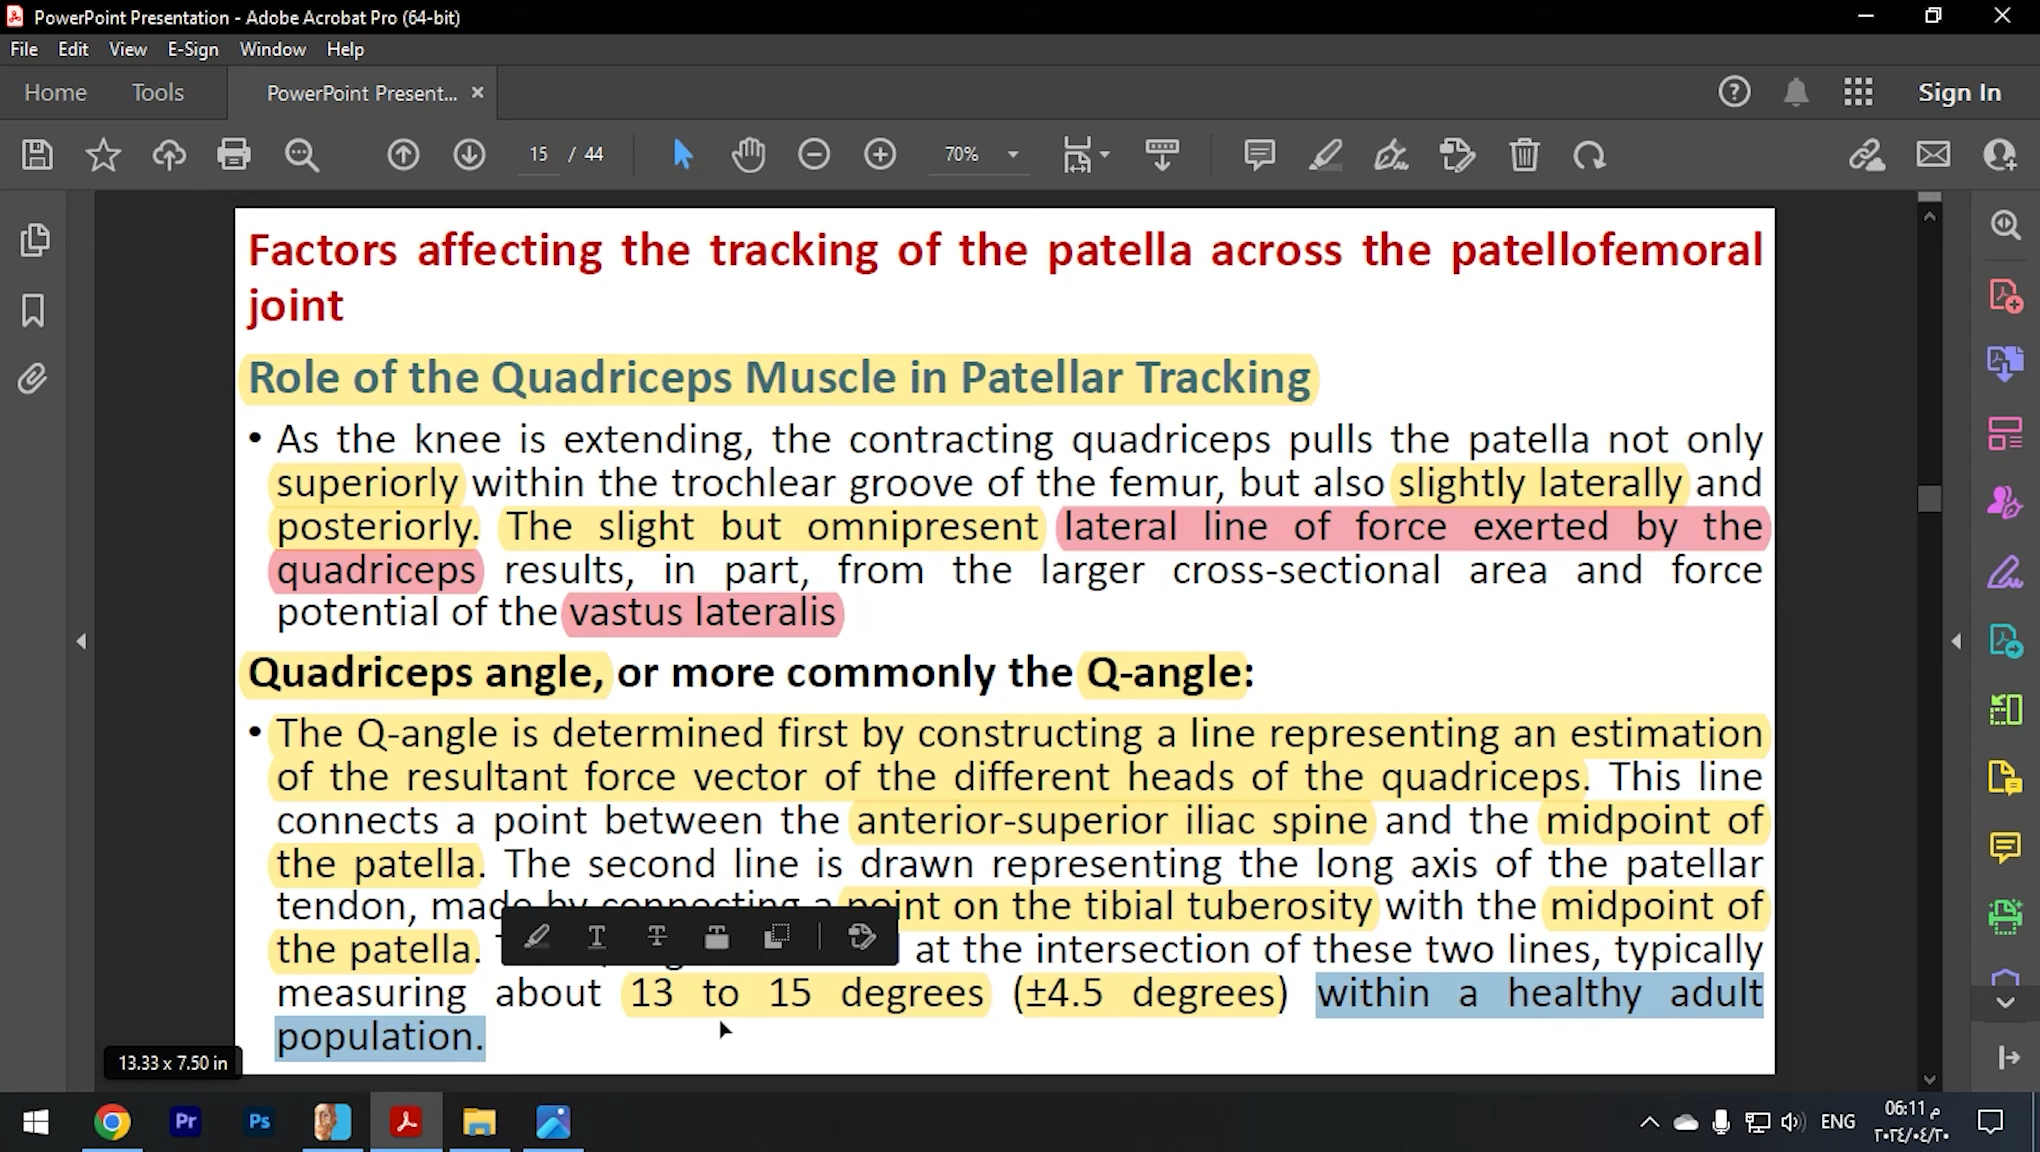 PowerPoint Presentation - Adobe Acrobat Pro (64-bit)
File Edit View E-Sign Window Help
Home Tools PowerPoint Present... × Sign In
15 / 44 70%
Factors affecting the tracking of the patella across the patellofemoral
joint
Role of the Quadriceps Muscle in Patellar Tracking
• As the knee is extending, the contracting quadriceps pulls the patella not only
superiorly within the trochlear groove of the femur, but also slightly laterally and
posteriorly. The slight but omnipresent lateral line of force exerted by the
quadriceps results, in part, from the larger cross-sectional area and force
potential of the vastus lateralis
Quadriceps angle, or more commonly the Q-angle:
• The Q-angle is determined first by constructing a line representing an estimation
of the resultant force vector of the different heads of the quadriceps. This line
connects a point between the anterior-superior iliac spine and the midpoint of
the patella. The second line is drawn representing the long axis of the patellar
tendon, made by connecting a point on the tibial tuberosity with the midpoint of
the patella. at the intersection of these two lines, typically
measuring about 13 to 15 degrees (±4.5 degrees) within a healthy adult
population.
13.33 x 7.50 in
Pr Ps ENG
06:11 م
٢٠٢٤/٠٤/٢٠